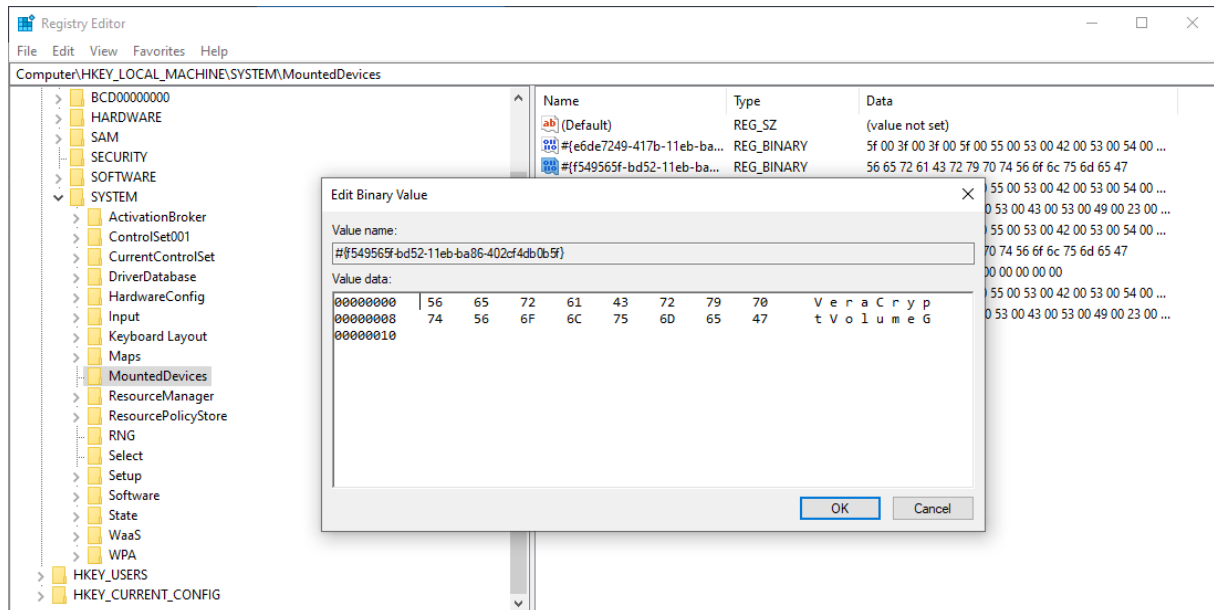 Registry Editor
File Edit View Favorites Help
Computer\HKEY_LOCAL_MACHINE\SYSTEM\MountedDevices
BCD00000000
HARDWARE
SAM
SECURITY
SOFTWARE
SYSTEM
ActivationBroker
ControlSet001
CurrentControlSet
DriverDatabase
HardwareConfig
Input
Keyboard Layout
Maps
MountedDevices
ResourceManager
ResourcePolicyStore
RNG
Select
Setup
Software
State
WaaS
WPA
HKEY_USERS
HKEY_CURRENT_CONFIG
Name Type Data
ab (Default) REG_SZ (value not set)
#{e6de7249-417b-11eb-ba... REG_BINARY 5f 00 3f 00 3f 00 5f 00 55 00 53 00 42 00 53 00 54 00 ...
#{f549565f-bd52-11eb-ba... REG_BINARY 56 65 72 61 43 72 79 70 74 56 6f 6c 75 6d 65 47
55 00 53 00 42 00 53 00 54 00 ...
0 53 00 43 00 53 00 49 00 23 00 ...
55 00 53 00 42 00 53 00 54 00 ...
70 74 56 6f 6c 75 6d 65 47
00 00 00 00 00
55 00 53 00 42 00 53 00 54 00 ...
0 53 00 43 00 53 00 49 00 23 00 ...
Edit Binary Value
Value name:
#{f549565f-bd52-11eb-ba86-402cf4db0b5f}
Value data:
00000000 56 65 72 61 43 72 79 70 V e r a C r y p
00000008 74 56 6F 6C 75 6D 65 47 t V o l u m e G
00000010
OK Cancel